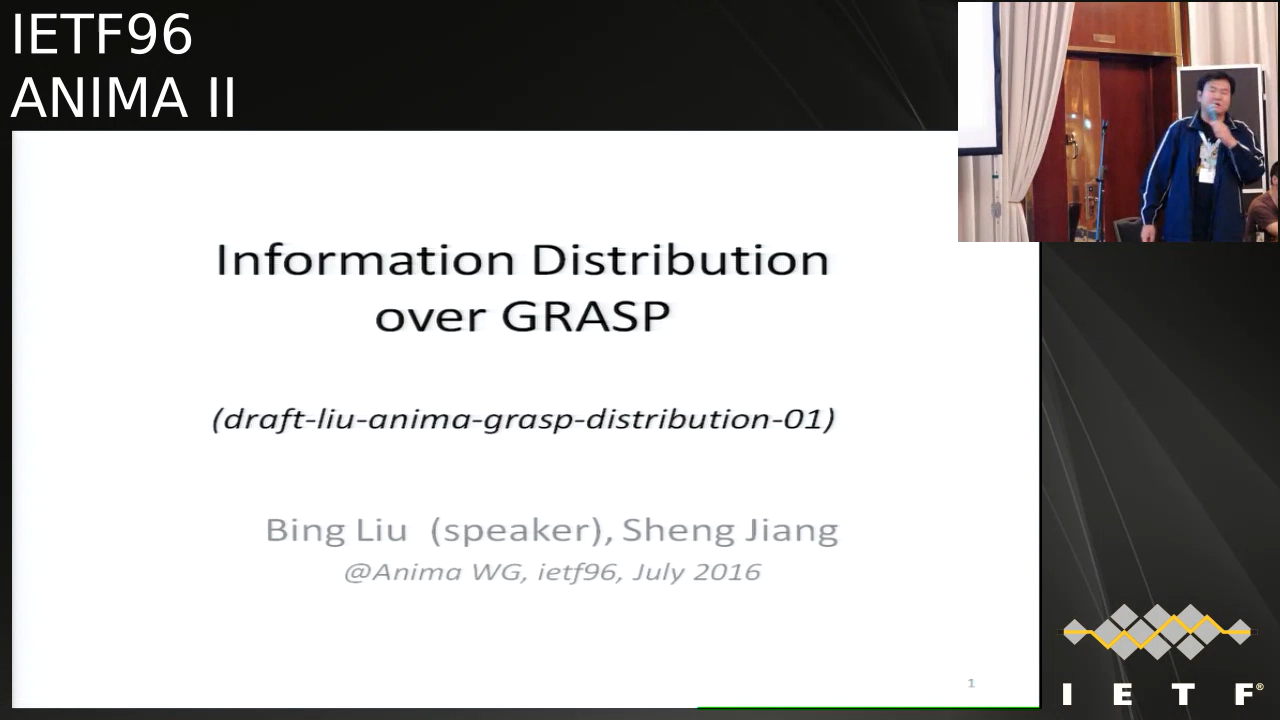 IETF96
ANIMA II
Information Distribution
over GRASP
(draft-liu-anima-grasp-distribution-01)
Bing Liu (speaker), Sheng Jiang
@Anima WG, ietf96, July 2016
1
I E T F®